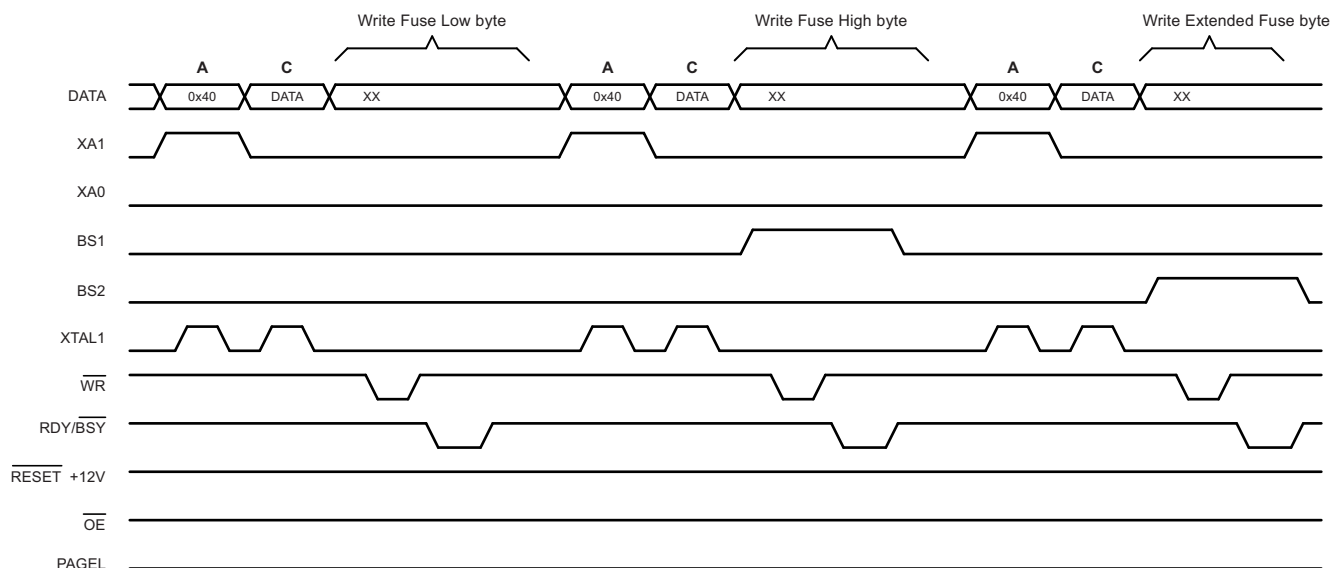 Write Fuse Low byte Write Fuse High byte Write Extended Fuse byte
A C A C A C
DATA 0x40 DATA XX 0x40 DATA XX 0x40 DATA XX
XA1
XA0
BS1
BS2
XTAL1
WR
RDY/BSY
RESET +12V
OE
PAGEL